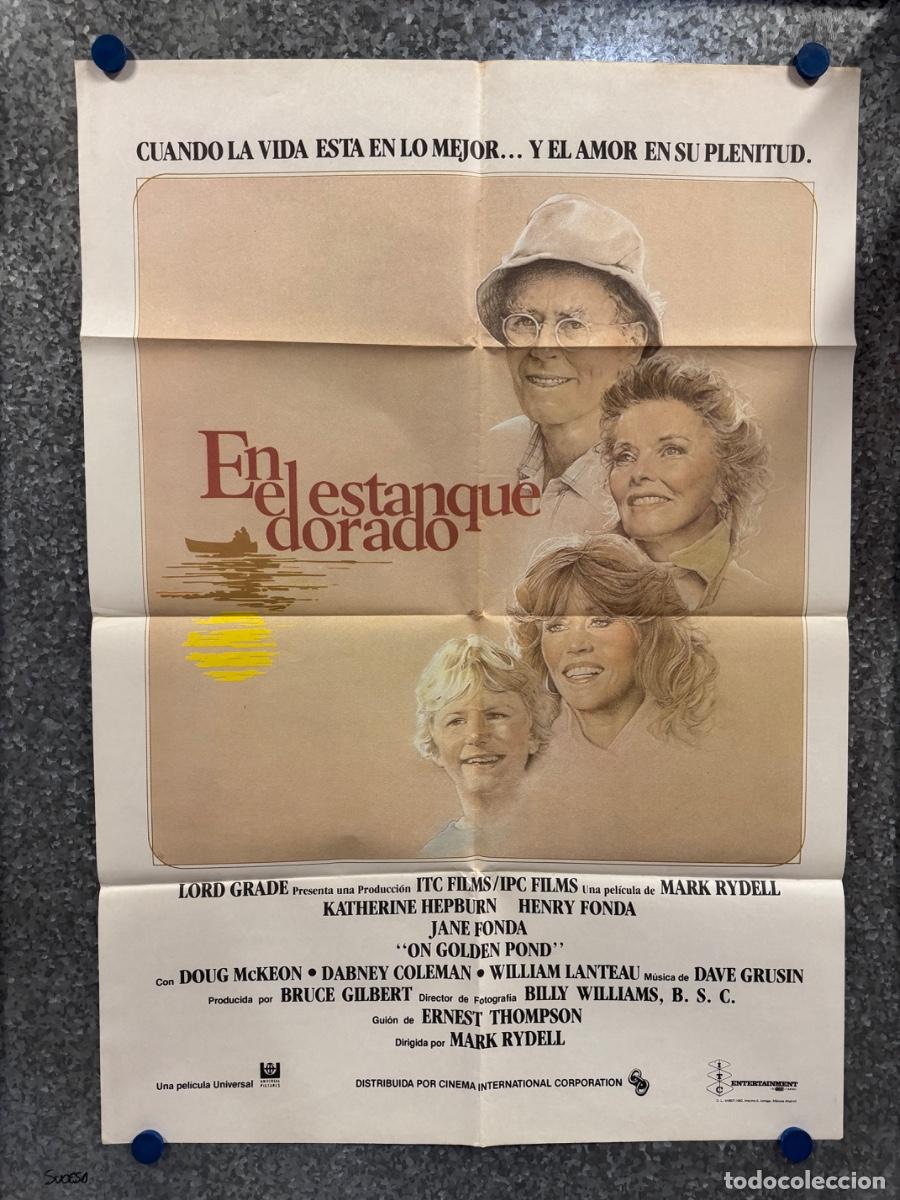 CUANDO LA VIDA ESTA EN LO MEJOR... Y EL AMOR EN SU PLENITUD.
En
el estanque
dorado
LORD GRADE Presenta una Producción ITC FILMS/IPC FILMS Una película de MARK RYDELL
KATHERINE HEPBURN HENRY FONDA
JANE FONDA
"ON GOLDEN POND"
Con DOUG McKEON • DABNEY COLEMAN • WILLIAM LANTEAU Música de DAVE GRUSIN
Producida por BRUCE GILBERT Director de Fotografía BILLY WILLIAMS, B. S. C.
Guión de ERNEST THOMPSON
Dirigida por MARK RYDELL
Una película Universal UNIVERSAL PICTURES DISTRIBUIDA POR CINEMA INTERNATIONAL CORPORATION ITC ENTERTAINMENT
Suceso
todocoleccion